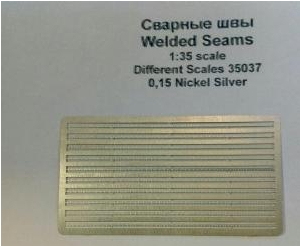 Сварные швы
Welded Seams
1:35 scale
Different Scales 35037
0,15 Nickel Silver